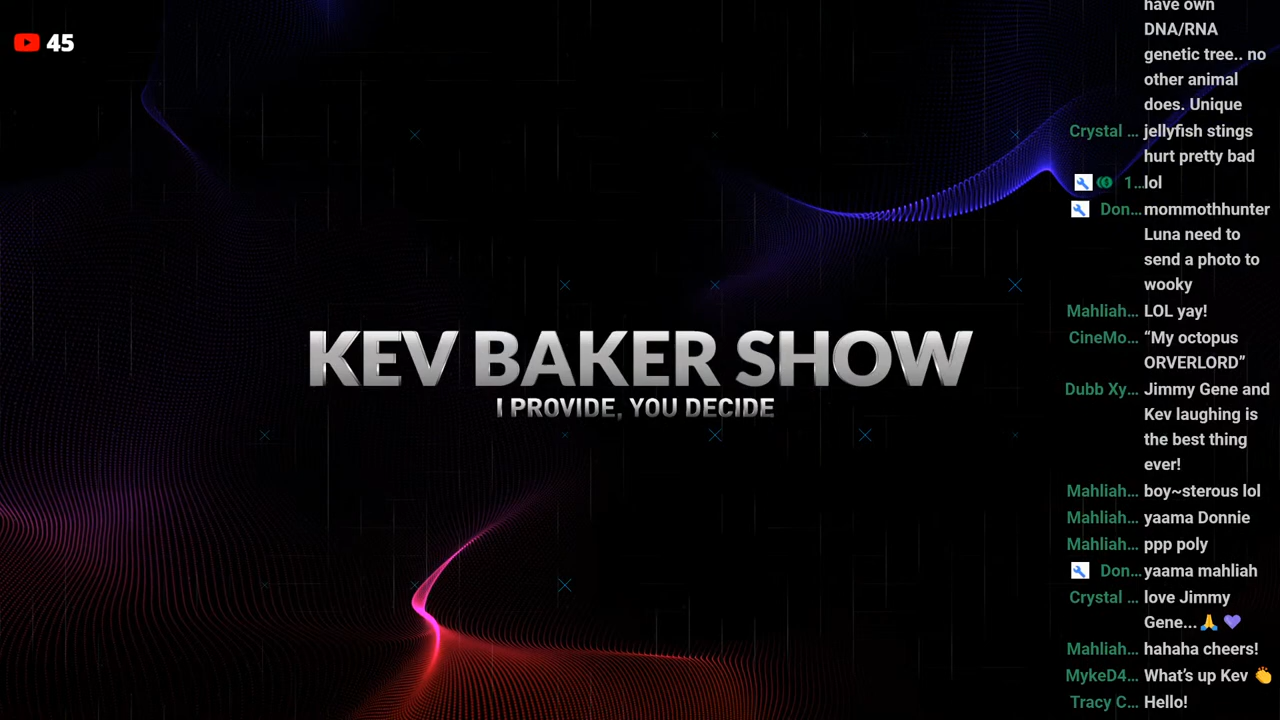 45
KEV BAKER SHOW
I PROVIDE, YOU DECIDE
have own
DNA/RNA
genetic tree.. no
other animal
does. Unique
Crystal ... jellyfish stings
hurt pretty bad
1... lol
Don... mommothhunter
Luna need to
send a photo to
wooky
Mahliah... LOL yay!
CineMo... “My octopus
ORVERLORD”
Dubb Xy... Jimmy Gene and
Kev laughing is
the best thing
ever!
Mahliah... boy~sterous lol
Mahliah... yaama Donnie
Mahliah... ppp poly
Don... yaama mahliah
Crystal ... love Jimmy
Gene...🙏 💜
Mahliah... hahaha cheers!
MykeD4... What’s up Kev 👏
Tracy C... Hello!